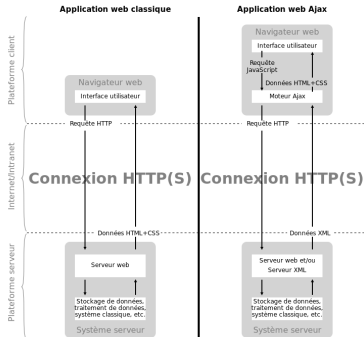 Application web classique
Application web Ajax
Plateforme client
Navigateur web
Interface utilisateur
Navigateur web
Interface utilisateur
Requête
JavaScript
Données HTML+CSS
Moteur Ajax
Requête HTTP
Requête HTTP
Internet/intranet
Connexion HTTP(S)
Connexion HTTP(S)
Données HTML+CSS
Données XML
Plateforme serveur
Serveur web
Serveur web et/ou
Serveur XML
Stockage de données,
traitement de données,
système classique, etc.
Système serveur
Stockage de données,
traitement de données,
système classique, etc.
Système serveur